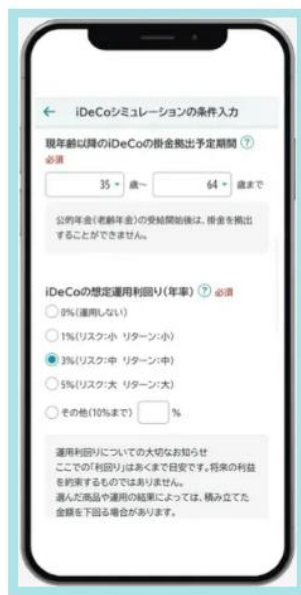 ← iDeCoシミュレーションの条件入力
現年齢以降のiDeCoの掛金拠出予定期間 ?
必須
35 歳～ 64 歳まで
公的年金(老齢年金)の受給開始後は、掛金を拠出
することができません。
iDeCoの想定運用利回り(年率) ? 必須
0%(運用しない)
1%(リスク:小 リターン:小)
3%(リスク:中 リターン:中)
5%(リスク:大 リターン:大)
その他(10%まで) %
運用利回りについての大切なお知らせ
ここでの「利回り」はあくまで目安です。将来の利益
を約束するものではありません。
選んだ商品や運用の結果によっては、積み立てた
金額を下回る場合があります。